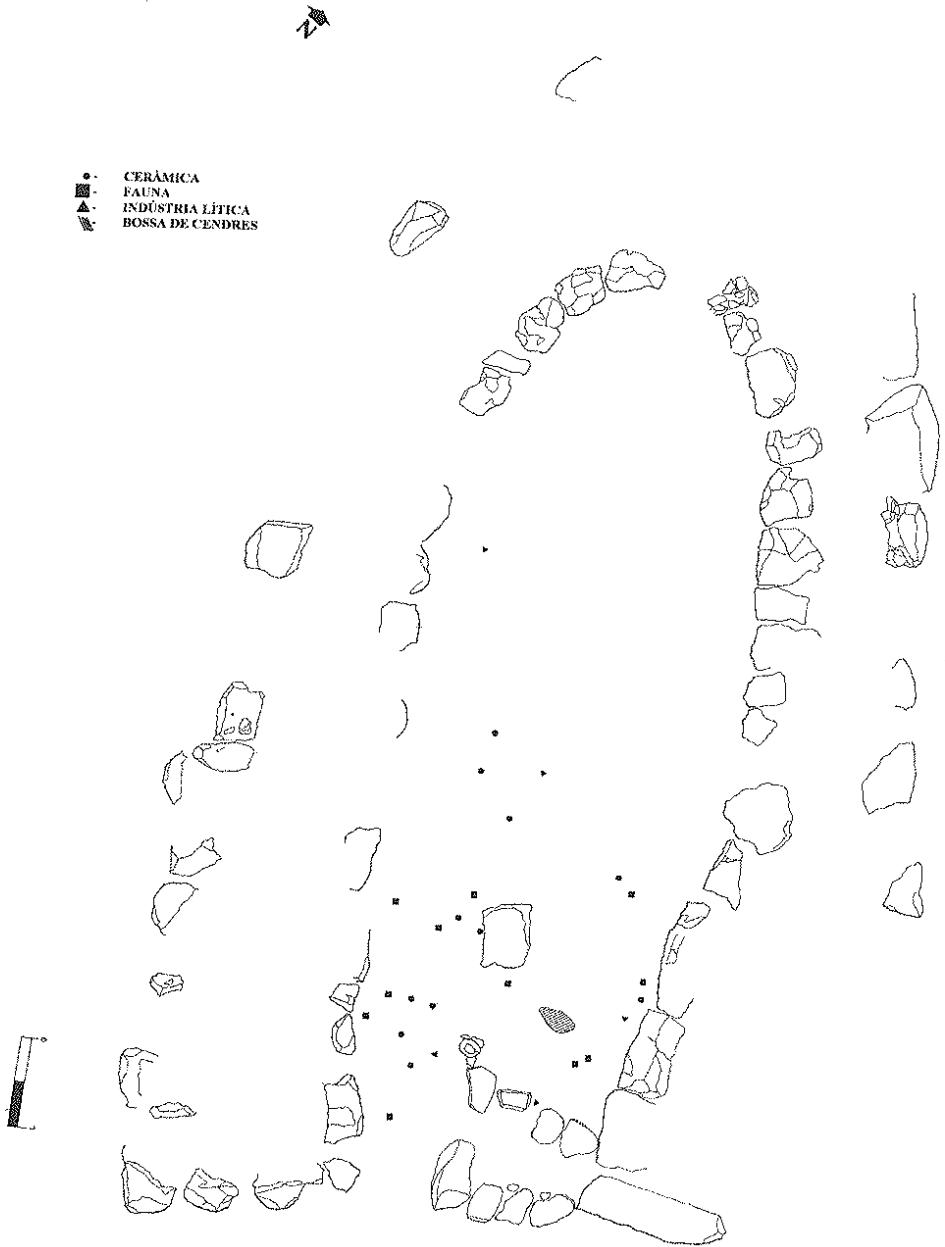 N
● - CERÀMICA
■ - FAUNA
▲ - INDÚSTRIA LÍTICA
BOSSA DE CENDRES